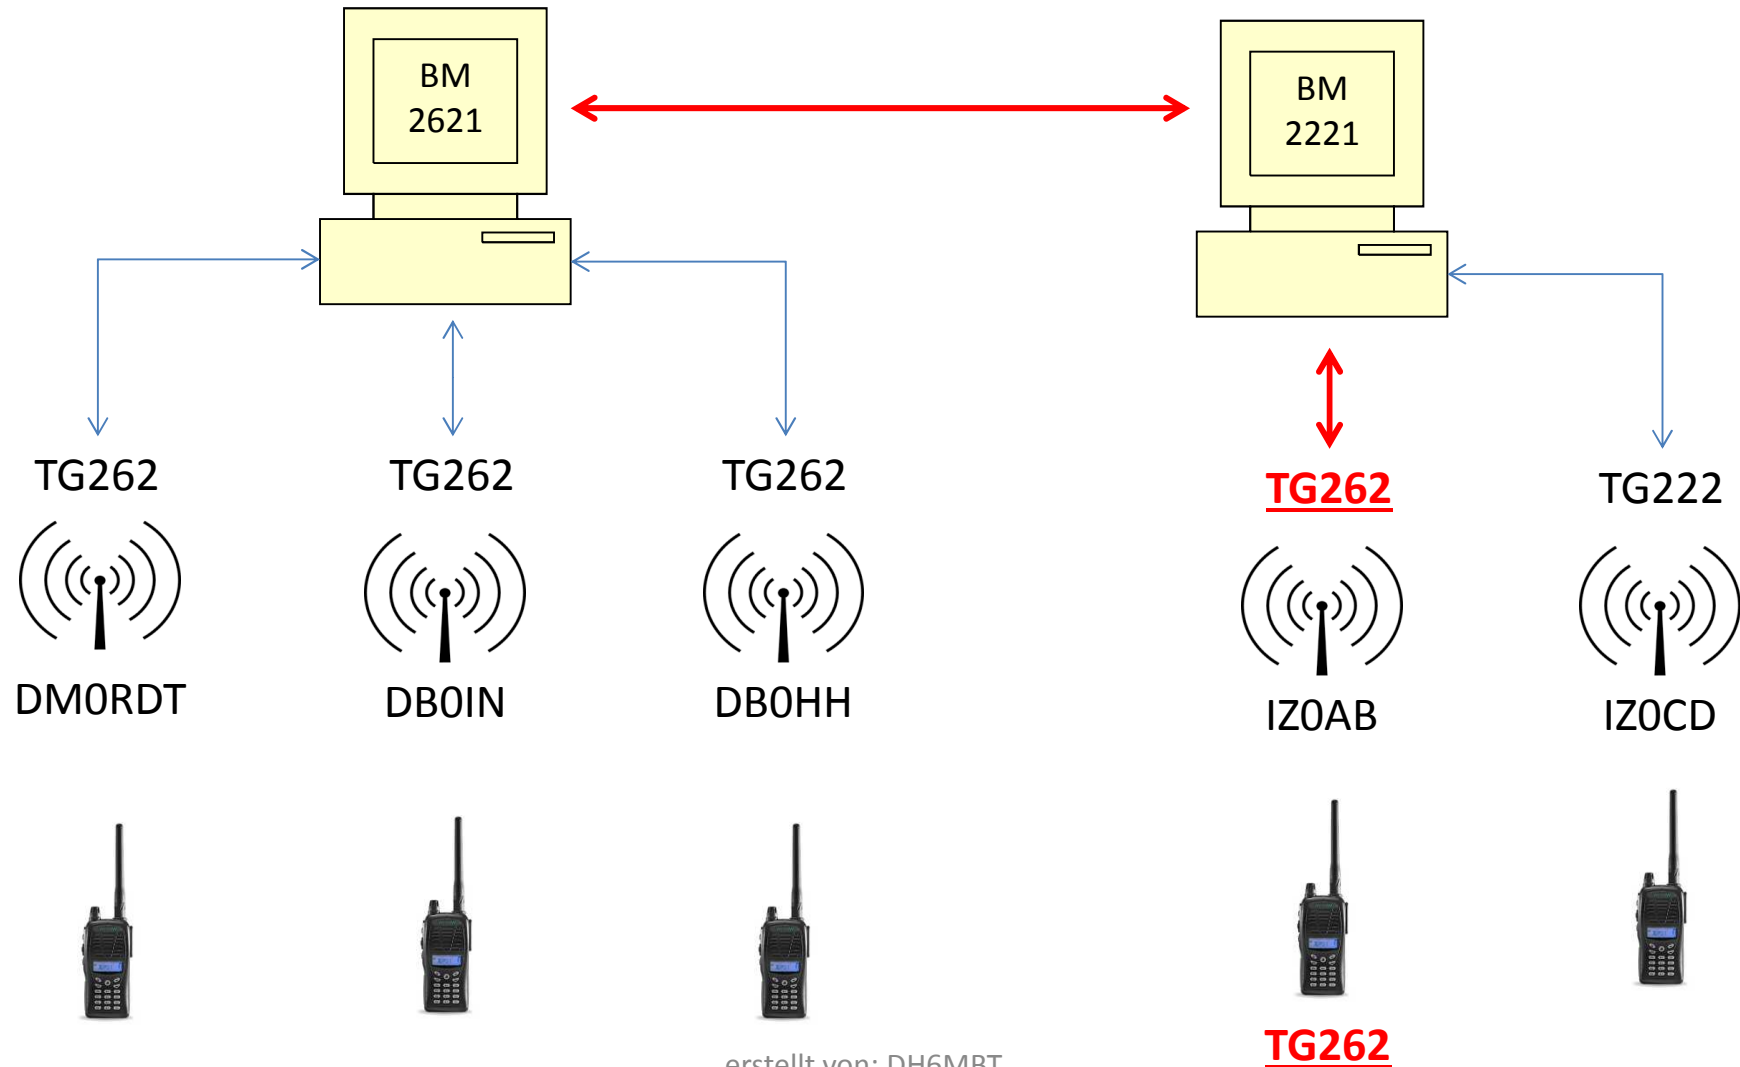 BM
2621
BM
2221
TG262
TG262
TG262
TG262
TG222
DM0RDT
DB0IN
DB0HH
IZ0AB
IZ0CD
TG262
erstellt von: DH6MBT